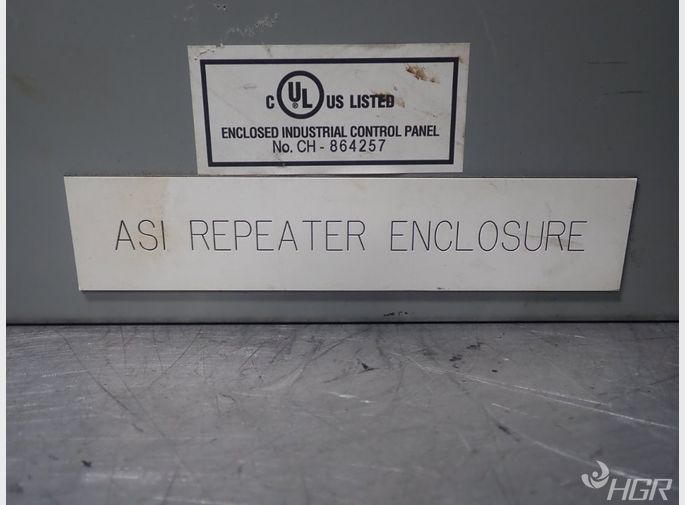 C UL ® US LISTED
ENCLOSED INDUSTRIAL CONTROL PANEL
No. CH - 864257
ASI REPEATER ENCLOSURE
HGR